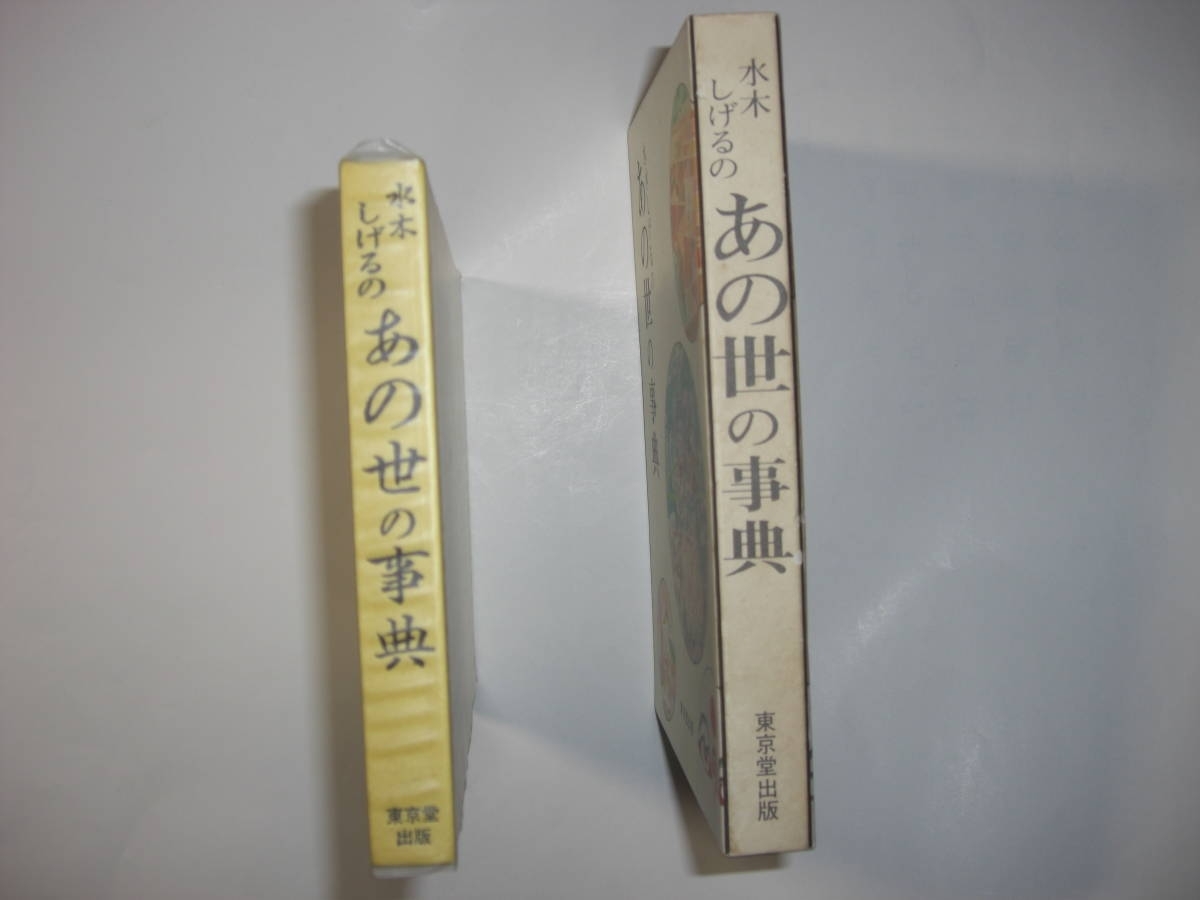 水木
しげるの
あの世の事典
東京堂
出版
あの世の事典
水木
しげるの
あの世の事典
東京堂出版